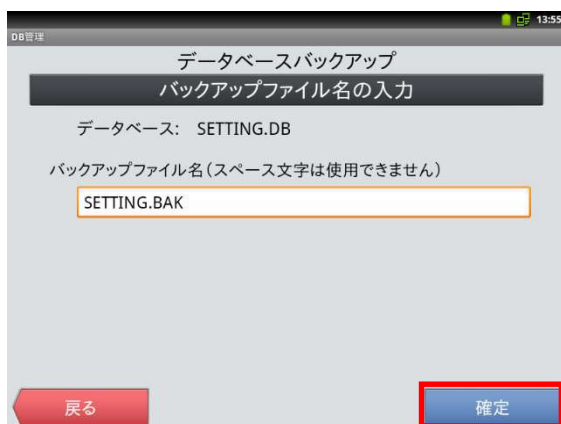 13:55
DB管理
データベースバックアップ
バックアップファイル名の入力
データベース: SETTING.DB
バックアップファイル名(スペース文字は使用できません)
SETTING.BAK
戻る
確定